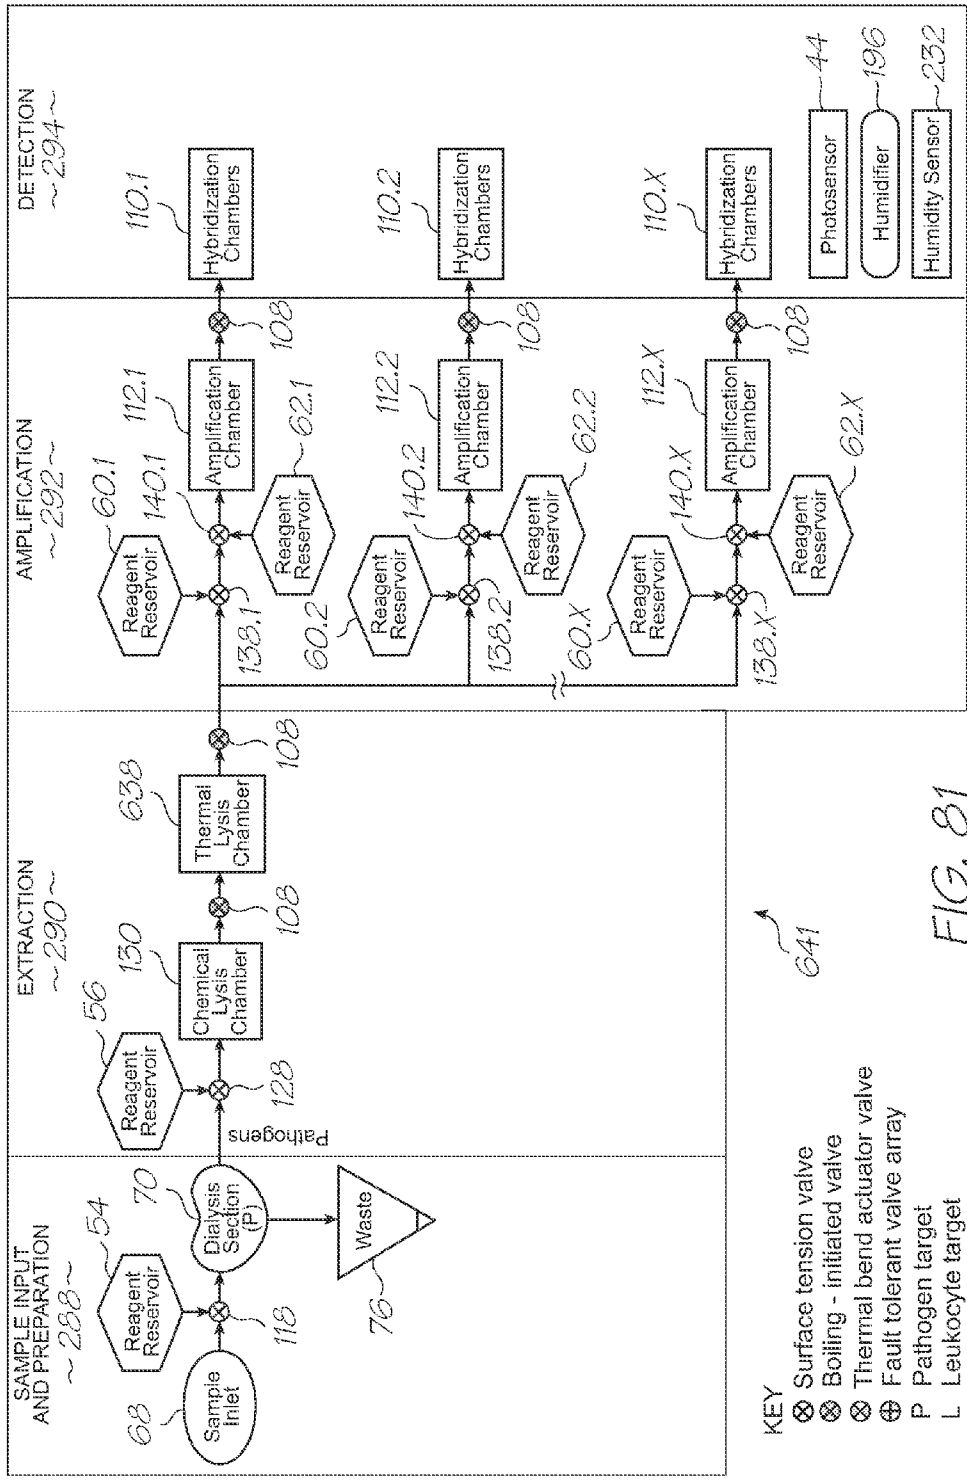 SAMPLE INPUT
AND PREPARATION
~288~
EXTRACTION
~290~
AMPLIFICATION
~292~
DETECTION
~294~
68
Sample
Inlet
54
Reagent
Reservoir
118
70
Dialysis
Section
(P)
76
Waste
Pathogens
56
Reagent
Reservoir
128
130
Chemical
Lysis
Chamber
108
638
Thermal
Lysis
Chamber
108
60.1
Reagent
Reservoir
138.1
140.1
62.1
Reagent
Reservoir
112.1
Amplification
Chamber
108
110.1
Hybridization
Chambers
60.2
Reagent
Reservoir
138.2
140.2
62.2
Reagent
Reservoir
112.2
Amplification
Chamber
108
110.2
Hybridization
Chambers
60.X
Reagent
Reservoir
138.X
140.X
62.X
Reagent
Reservoir
112.X
Amplification
Chamber
108
110.X
Hybridization
Chambers
Photosensor
44
Humidifier
196
Humidity Sensor
232
641
KEY
Surface tension valve
Boiling - initiated valve
Thermal bend actuator valve
Fault tolerant valve array
P Pathogen target
L Leukocyte target
FIG. 81